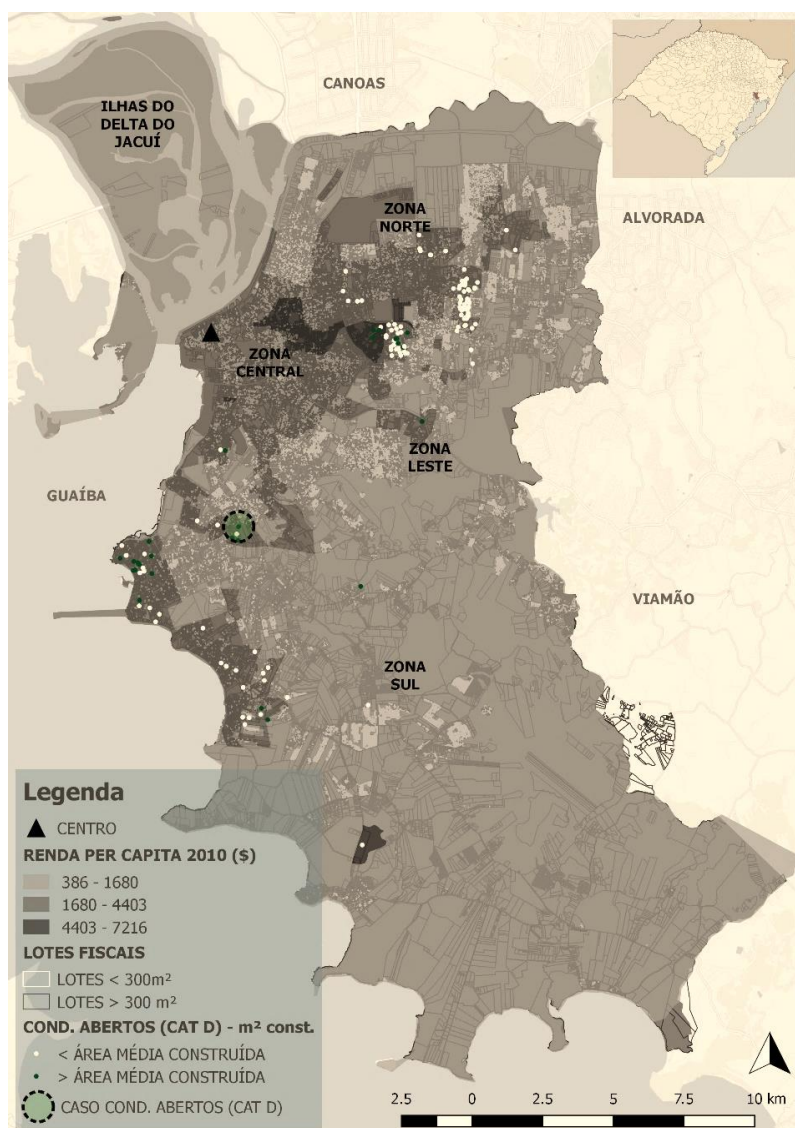 CANOAS
ILHAS DO
DELTA DO
JACUÍ
ZONA
NORTE
ALVORADA
ZONA
CENTRAL
ZONA
LESTE
GUAÍBA
VIAMÃO
ZONA
SUL
Legenda
CENTRO
RENDA PER CAPITA 2010 ($)
386 - 1680
1680 - 4403
4403 - 7216
LOTES FISCAIS
LOTES < 300m²
LOTES > 300 m²
COND. ABERTOS (CAT D) - m² const.
< ÁREA MÉDIA CONSTRUÍDA
> ÁREA MÉDIA CONSTRUÍDA
CASO COND. ABERTOS (CAT D)
2.5 0 2.5 5 7.5 10 km